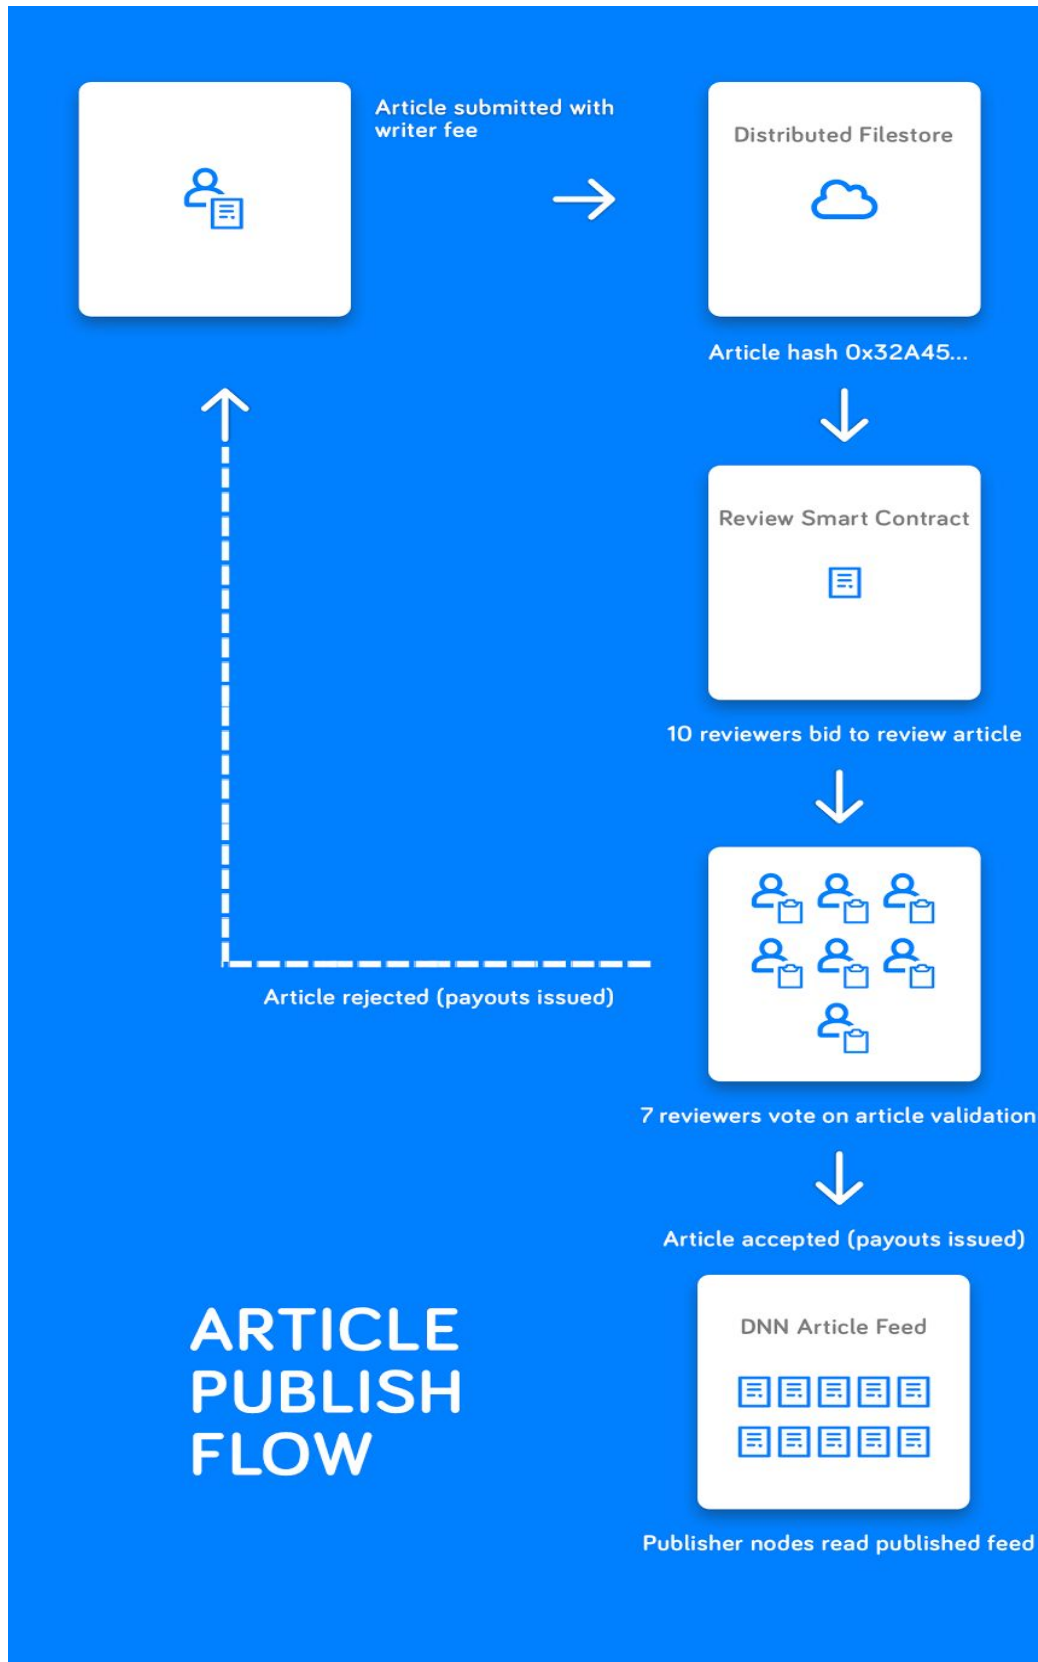 Article submitted with
writer fee
Distributed Filestore
Article hash 0x32A45...
Review Smart Contract
10 reviewers bid to review article
Article rejected (payouts issued)
7 reviewers vote on article validation
Article accepted (payouts issued)
DNN Article Feed
ARTICLE
PUBLISH
FLOW
Publisher nodes read published feed